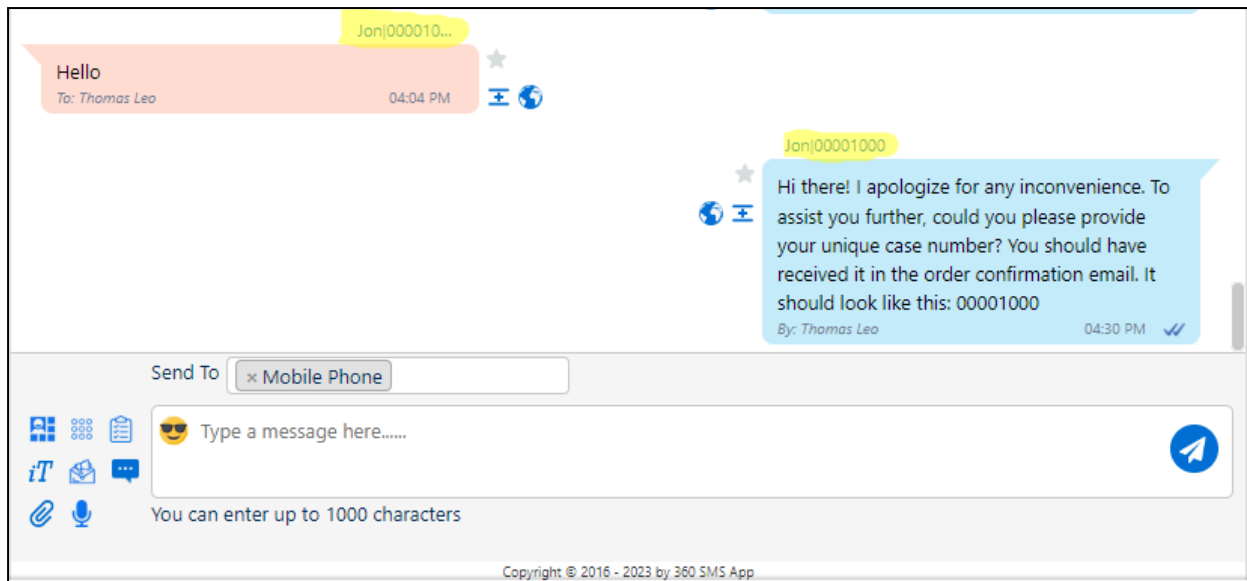 Jon|000010...
Hello
To: Thomas Leo 04:04 PM
Jon|00001000
Hi there! I apologize for any inconvenience. To
assist you further, could you please provide
your unique case number? You should have
received it in the order confirmation email. It
should look like this: 00001000
By: Thomas Leo 04:30 PM
Send To × Mobile Phone
Type a message here......
iT
You can enter up to 1000 characters
Copyright © 2016 - 2023 by 360 SMS App